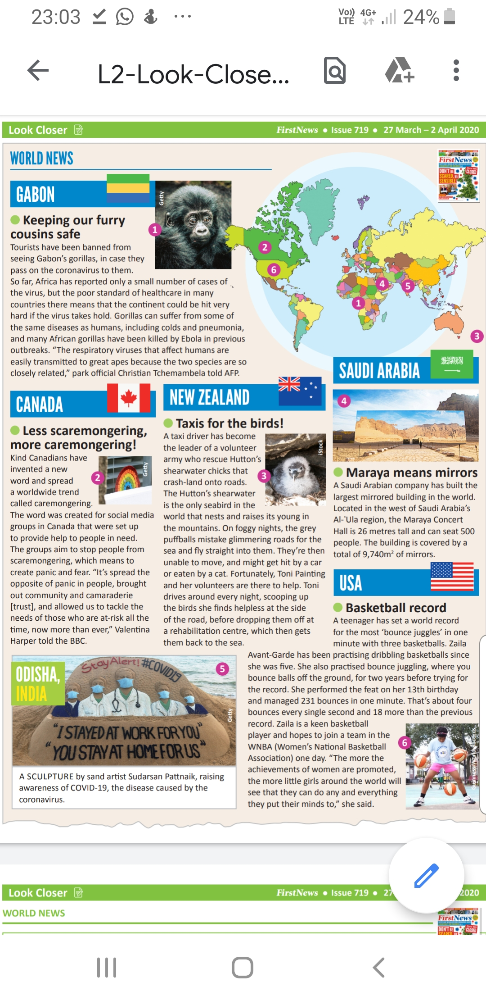 23:03
Vo)) LTE 4G+ 24%
L2-Look-Close...
Look Closer
FirstNews ● Issue 719 ● 27 March – 2 April 2020
WORLD NEWS
FirstNews
DON'T BE
SCARED, BE
SENSIBLE
CLOSED
GABON
Getty
● Keeping our furry
cousins safe
1
Tourists have been banned from
seeing Gabon's gorillas, in case they
pass on the coronavirus to them.
So far, Africa has reported only a small number of cases of
the virus, but the poor standard of healthcare in many
countries there means that the continent could be hit very
hard if the virus takes hold. Gorillas can suffer from some of
the same diseases as humans, including colds and pneumonia,
and many African gorillas have been killed by Ebola in previous
outbreaks. “The respiratory viruses that affect humans are
easily transmitted to great apes because the two species are so
closely related,” park official Christian Tchemambela told AFP.
2
6
4
5
1
3
CANADA
● Less scaremongering,
more caremongering!
Kind Canadians have
invented a new
word and spread
a worldwide trend
called caremongering.
2
Getty
The word was created for social media
groups in Canada that were set up
to provide help to people in need.
The groups aim to stop people from
scaremongering, which means to
create panic and fear. “It's spread the
opposite of panic in people, brought
out community and camaraderie
[trust], and allowed us to tackle the
needs of those who are at-risk all the
time, now more than ever,” Valentina
Harper told the BBC.
NEW ZEALAND
● Taxis for the birds!
A taxi driver has become
the leader of a volunteer
army who rescue Hutton's
shearwater chicks that
crash-land onto roads.
The Hutton's shearwater
is the only seabird in the
3
iStock
world that nests and raises its young in
the mountains. On foggy nights, the grey
puffballs mistake glimmering roads for the
sea and fly straight into them. They're then
unable to move, and might get hit by a car
or eaten by a cat. Fortunately, Toni Painting
and her volunteers are there to help. Toni
drives around every night, scooping up
the birds she finds helpless at the side
of the road, before dropping them off at
a rehabilitation centre, which then gets
them back to the sea.
SAUDI ARABIA
4
● Maraya means mirrors
A Saudi Arabian company has built the
largest mirrored building in the world.
Located in the west of Saudi Arabia's
Al-‘Ula region, the Maraya Concert
Hall is 26 metres tall and can seat 500
people. The building is covered by a
total of 9,740m² of mirrors.
USA
● Basketball record
A teenager has set a world record
for the most ‘bounce juggles’ in one
minute with three basketballs. Zaila
Avant-Garde has been practising dribbling basketballs since
she was five. She also practised bounce juggling, where you
bounce balls off the ground, for two years before trying for
the record. She performed the feat on her 13th birthday
and managed 231 bounces in one minute. That's about four
bounces every single second and 18 more than the previous
record. Zaila is a keen basketball
player and hopes to join a team in the
WNBA (Women's National Basketball
Association) one day. “The more the
achievements of women are promoted,
the more little girls around the world will
see that they can do any and everything
they put their minds to,” she said.
6
Guinness World Records
ODISHA,
INDIA
Stay Alert! #COVID19
5
Getty
“I STAYED AT WORK FOR YOU”
“YOU STAY AT HOME FOR US”
A SCULPTURE by sand artist Sudarsan Pattnaik, raising
awareness of COVID-19, the disease caused by the
coronavirus.
Look Closer
FirstNews ● Issue 719 ● 27 2020
WORLD NEWS
FirstNews
DON'T BE
SCARED, BE
CLOSED